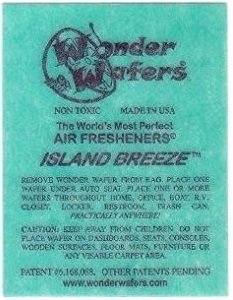 Wonder
Wafers®
NON TOXIC MADE IN USA
The World's Most Perfect
AIR FRESHENERS®
ISLAND BREEZE™
REMOVE WONDER WAFER FROM BAG. PLACE ONE
WAFER UNDER AUTO SEAT. PLACE ONE OR MORE
WAFERS THROUGHOUT HOME, OFFICE, BOAT, R.V.
CLOSET, LOCKER, RESTROOM, TRASH CAN,
PRACTICALLY ANYWHERE!
CAUTION: KEEP AWAY FROM CHILDREN. DO NOT
PLACE WAFER ON DASHBOARDS, SEATS, CONSOLES,
WOODEN SURFACES, FLOOR MATS, FURNITURE OR
ANY VISIBLE CARPET AREA.
PATENT #5,168,088, OTHER PATENTS PENDING
www.wonderwafers.com